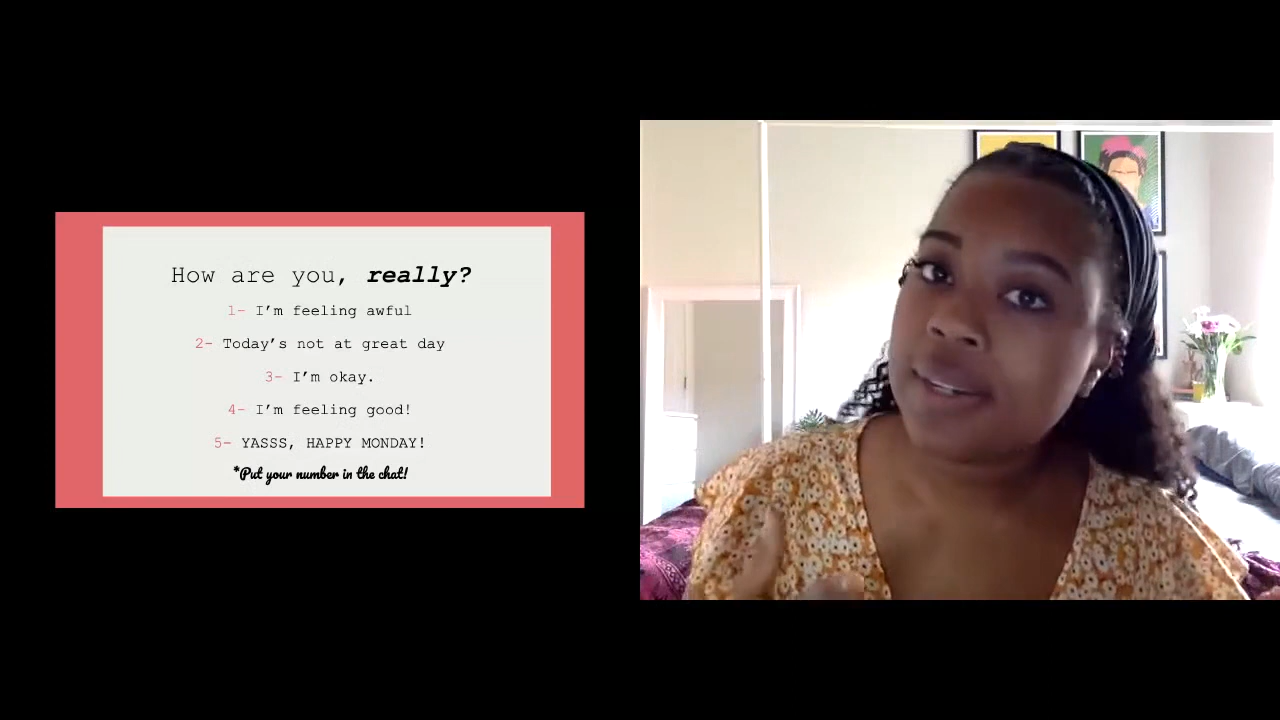 How are you, really?
1- I'm feeling awful
2- Today's not at great day
3- I'm okay.
4- I'm feeling good!
5- YASSS, HAPPY MONDAY!
*Put your number in the chat!